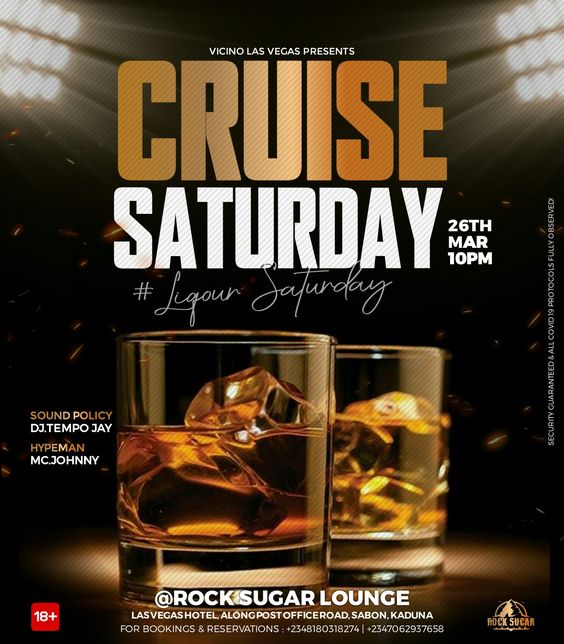 VICINO LAS VEGAS PRESENTS
CRUISE
SATURDAY
26TH
MAR
10PM
# Liqour Saturday
SECURITY GUARANTEED & ALL COVID 19 PROTOCOLS FULLY OBSERVED!
SOUND POLICY
DJ.TEMPO JAY
HYPEMAN
MC.JOHNNY
@ROCK SUGAR LOUNGE
LAS VEGAS HOTEL, ALONG POST OFFICE ROAD, SABON, KADUNA
FOR BOOKINGS & RESERVATIONS : +2348180318274 | +2347062937658
18+
ROCK SUGAR